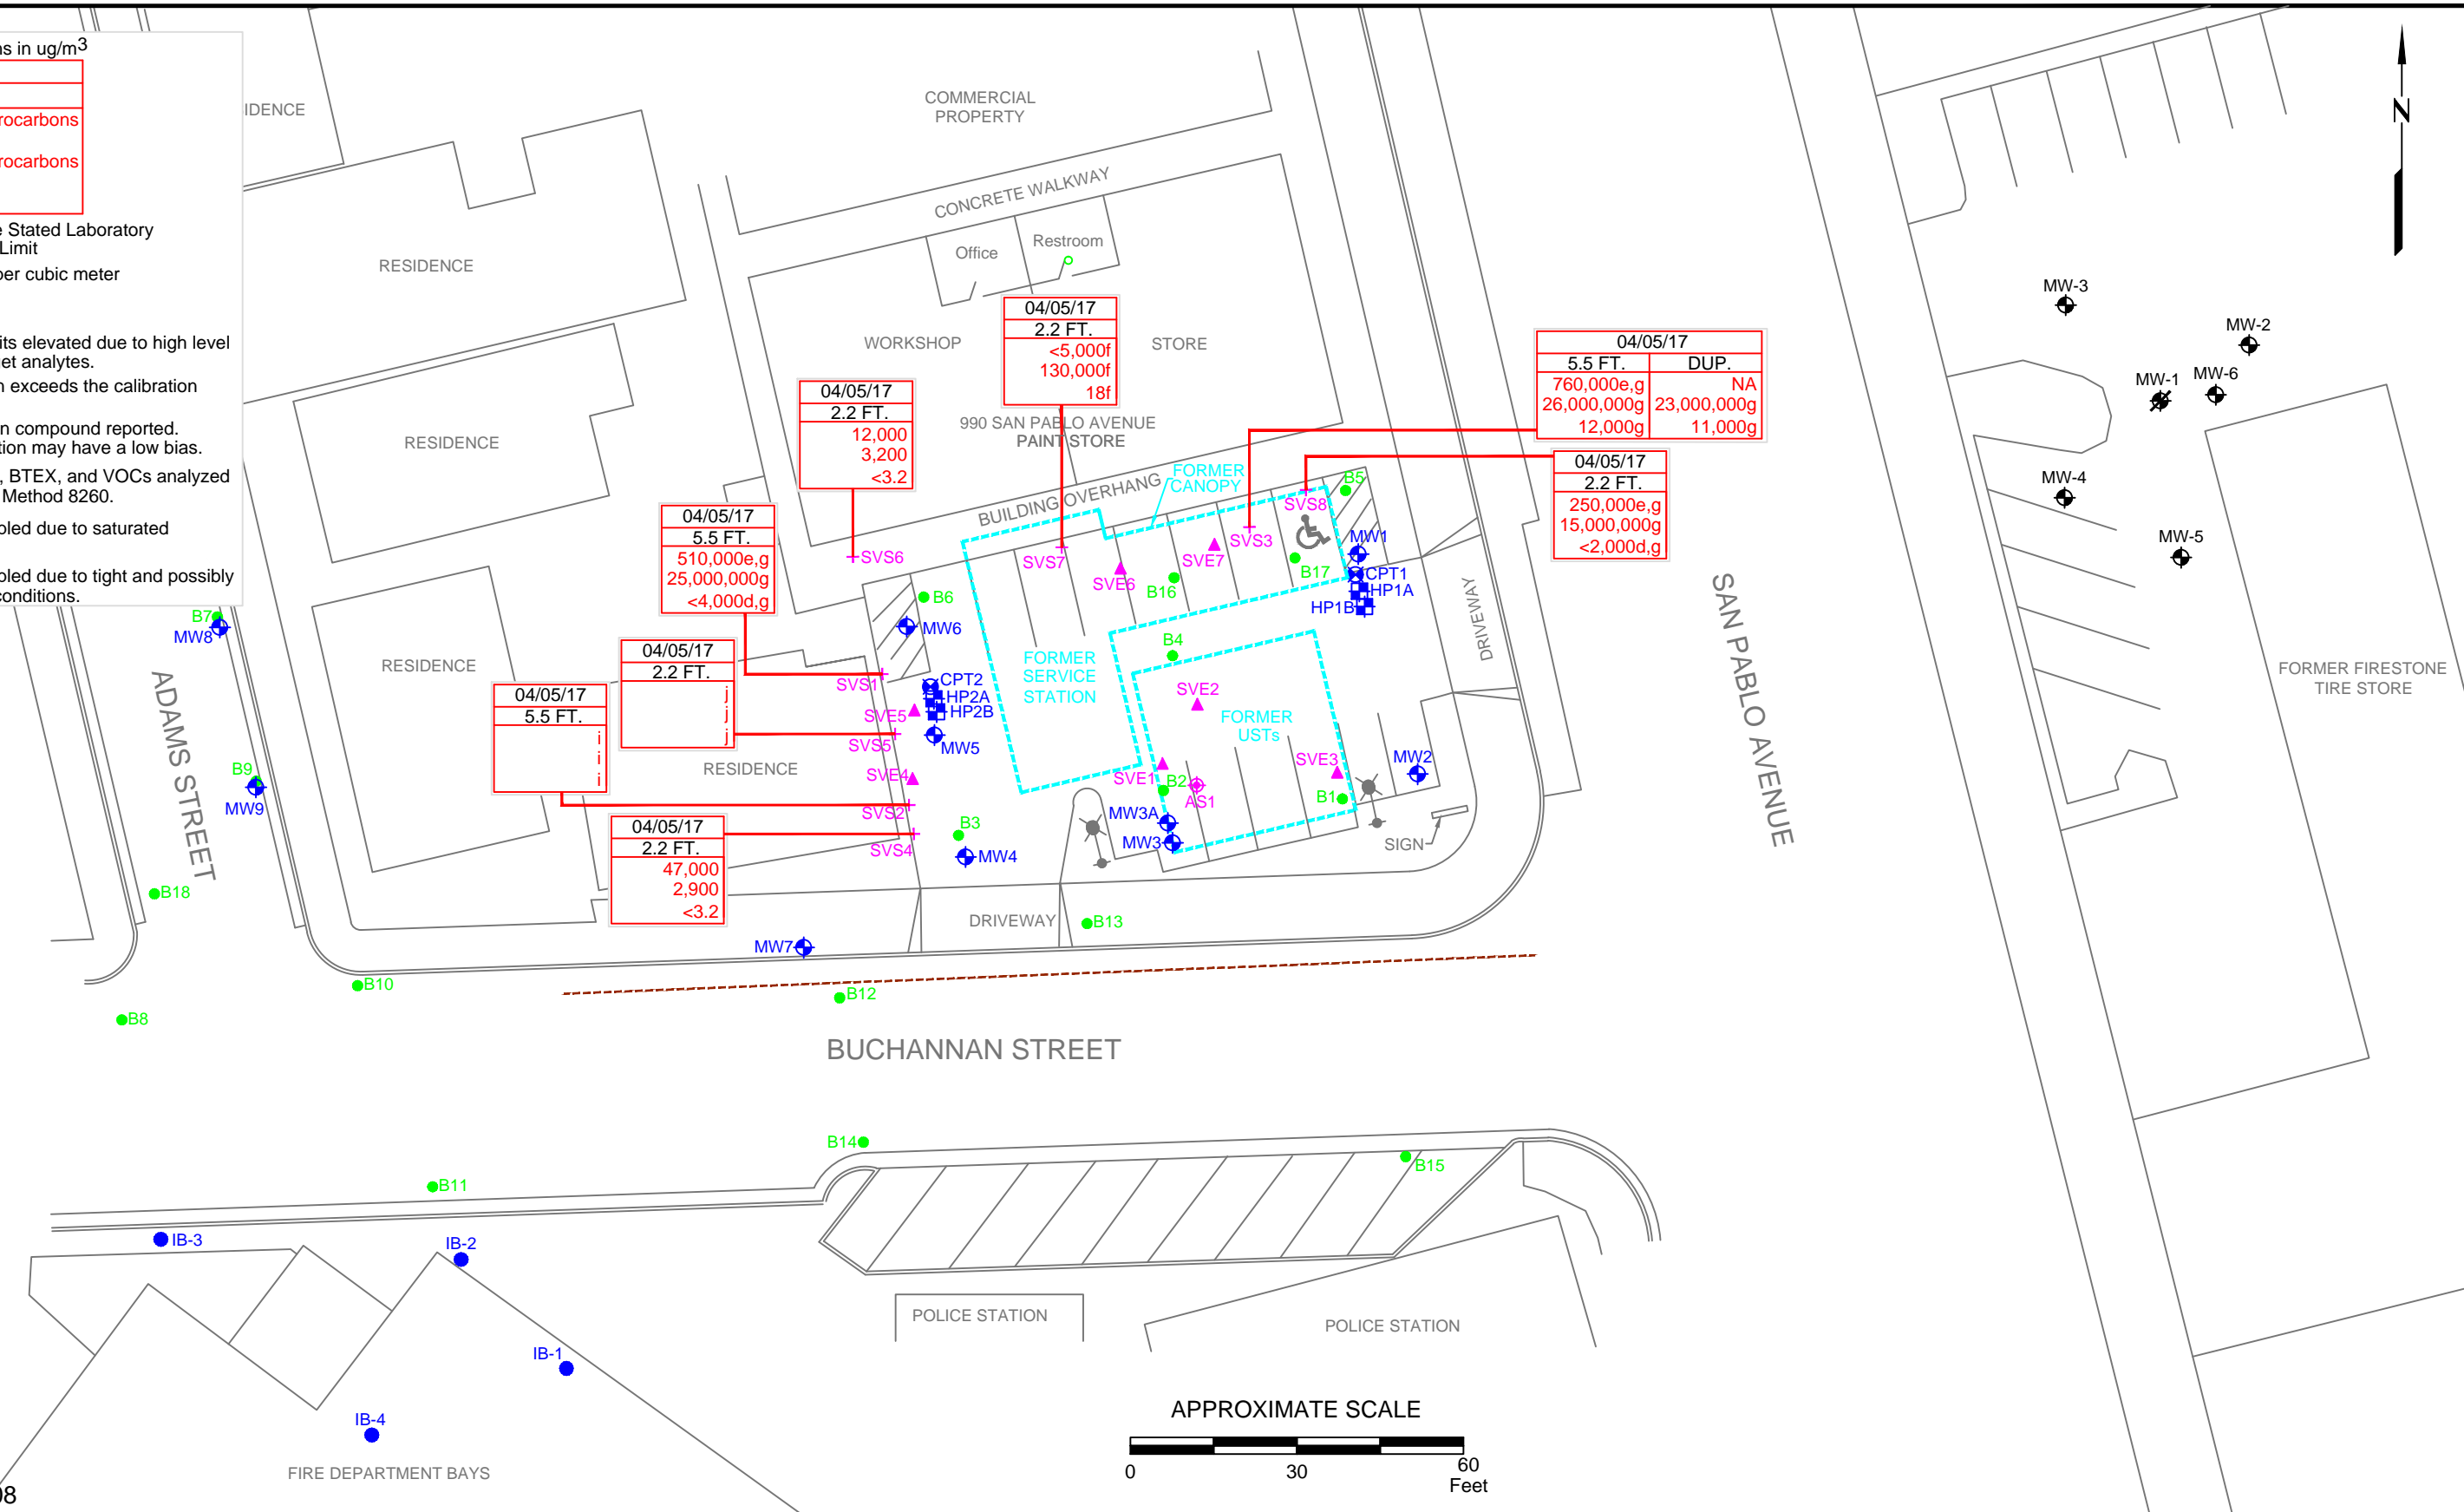 ns in ug/m3
rocarbons
rocarbons
e Stated Laboratory
Limit
per cubic meter
its elevated due to high level
get analytes.
n exceeds the calibration
n compound reported.
tion may have a low bias.
, BTEX, and VOCs analyzed
Method 8260.
pled due to saturated
pled due to tight and possibly
conditions.
IDENCE
COMMERCIAL
PROPERTY
CONCRETE WALKWAY
Office
Restroom
RESIDENCE
WORKSHOP
STORE
04/05/17
2.2 FT.
<5,000f
130,000f
18f
990 SAN PABLO AVENUE
PAINT STORE
04/05/17
2.2 FT.
12,000
3,200
<3.2
04/05/17
5.5 FT. DUP.
760,000e,g NA
26,000,000g 23,000,000g
12,000g 11,000g
04/05/17
2.2 FT.
250,000e,g
15,000,000g
<2,000d,g
RESIDENCE
FORMER
CANOPY
BUILDING OVERHANG
04/05/17
5.5 FT.
510,000e,g
25,000,000g
<4,000d,g
SVS6
SVS7
SVE6
SVE7
SVS3
SVS8
B5
B16
B17
MW1
CPT1
HP1A
HP1B
DRIVEWAY
B6
MW6
B4
B7
MW8
RESIDENCE
04/05/17
2.2 FT.
j
j
j
04/05/17
5.5 FT.
i
i
i
SVS1
CPT2
HP2A
HP2B
SVE5
SVS5
MW5
FORMER
SERVICE
STATION
SVE2
FORMER
USTs
RESIDENCE
SVE4
SVS2
SVE1
B2
AS1
SVE3
B1
MW2
B9
MW9
ADAMS STREET
SAN PABLO AVENUE
04/05/17
2.2 FT.
47,000
2,900
<3.2
SVS4
B3
MW4
MW3A
MW3
SIGN
B18
DRIVEWAY
B13
MW7
B10
B12
B8
BUCHANNAN STREET
N
MW-3
MW-2
MW-1
MW-6
MW-4
MW-5
FORMER FIRESTONE
TIRE STORE
B14
B15
B11
IB-3
IB-2
IB-1
IB-4
FIRE DEPARTMENT BAYS
POLICE STATION
POLICE STATION
APPROXIMATE SCALE
0 30 60
Feet
08